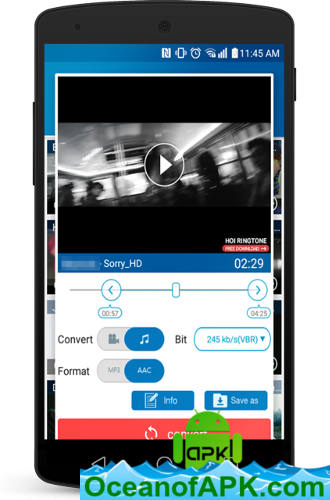 11:45 AM
HOI RINGTONE
FREE DOWNLOAD
- Sorry_HD
02:29
00:57
04:25
Convert
Bit
245 kb/s(VBR)
Format
MP3
AAC
Info
Save as
convert
apk!
OceanofAPK.com